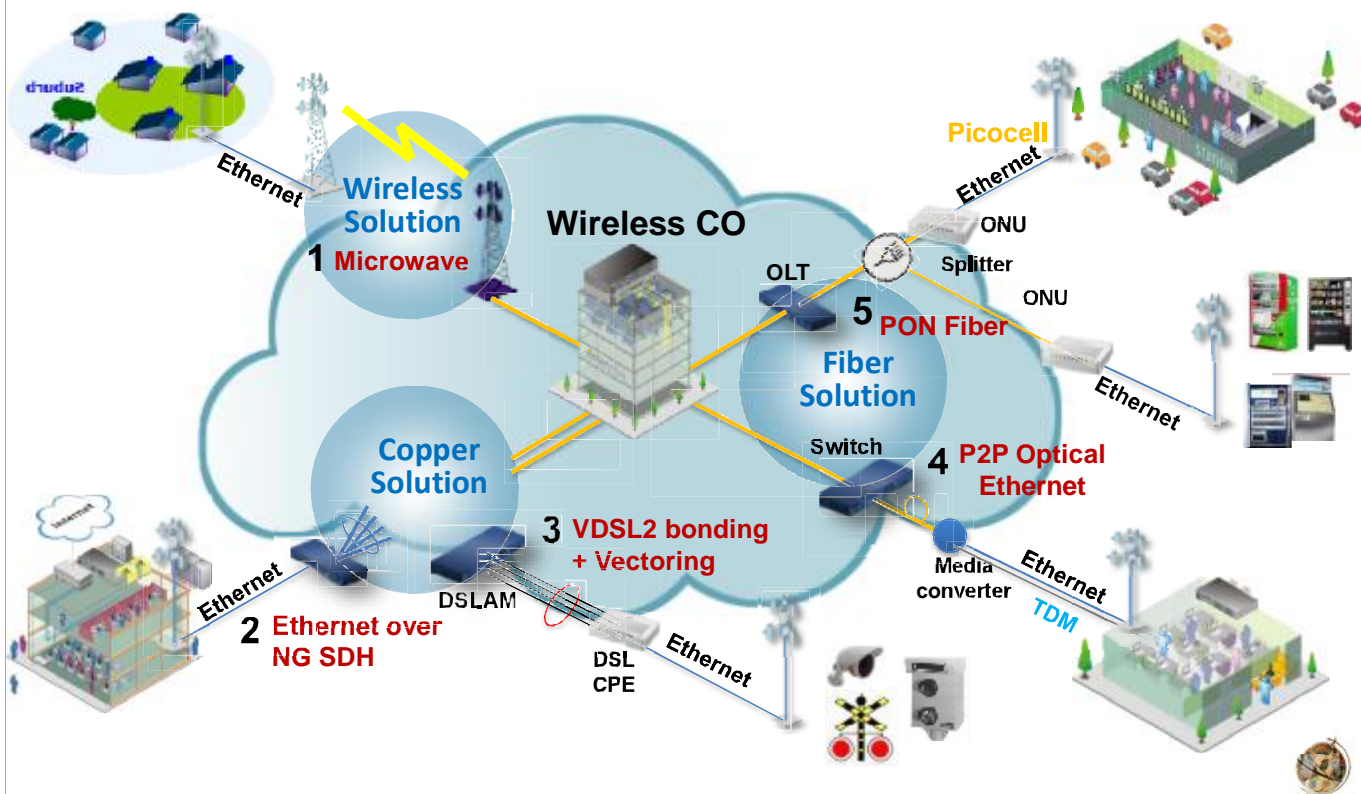 Suburb
Ethernet
Wireless
Solution
1 Microwave
Wireless CO
Picocell
Ethernet
ONU
Splitter
OLT
ONU
5 PON Fiber
Fiber
Solution
Ethernet
Copper
Solution
Switch
4 P2P Optical
Ethernet
Internet
3 VDSL2 bonding
+ Vectoring
DSLAM
Ethernet
2 Ethernet over
NG SDH
DSL
CPE
Ethernet
Media
converter
Ethernet
TDM
STATION